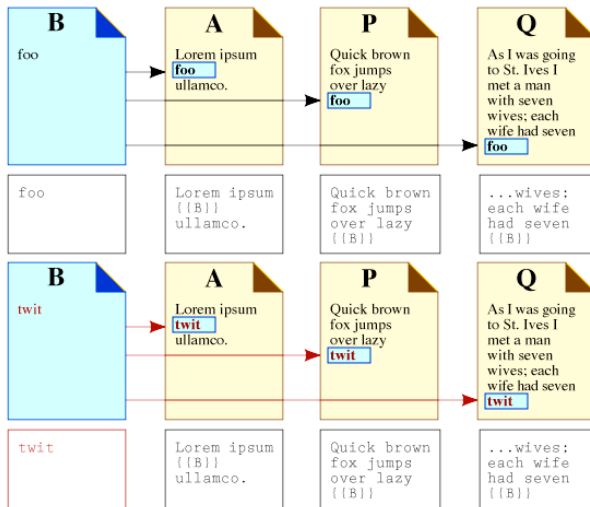 B
foo
A
Lorem ipsum
foo
ullamco.
P
Quick brown
fox jumps
over lazy
foo
Q
As I was going
to St. Ives I
met a man
with seven
wives; each
wife had seven
foo
foo
Lorem ipsum
{{B}}
ullamco.
Quick brown
fox jumps
over lazy
{{B}}
...wives;
each wife
had seven
{{B}}
B
twit
A
Lorem ipsum
twit
ullamco.
P
Quick brown
fox jumps
over lazy
twit
Q
As I was going
to St. Ives I
met a man
with seven
wives; each
wife had seven
twit
twit
Lorem ipsum
{{B}}
ullamco.
Quick brown
fox jumps
over lazy
{{B}}
...wives;
each wife
had seven
{{B}}